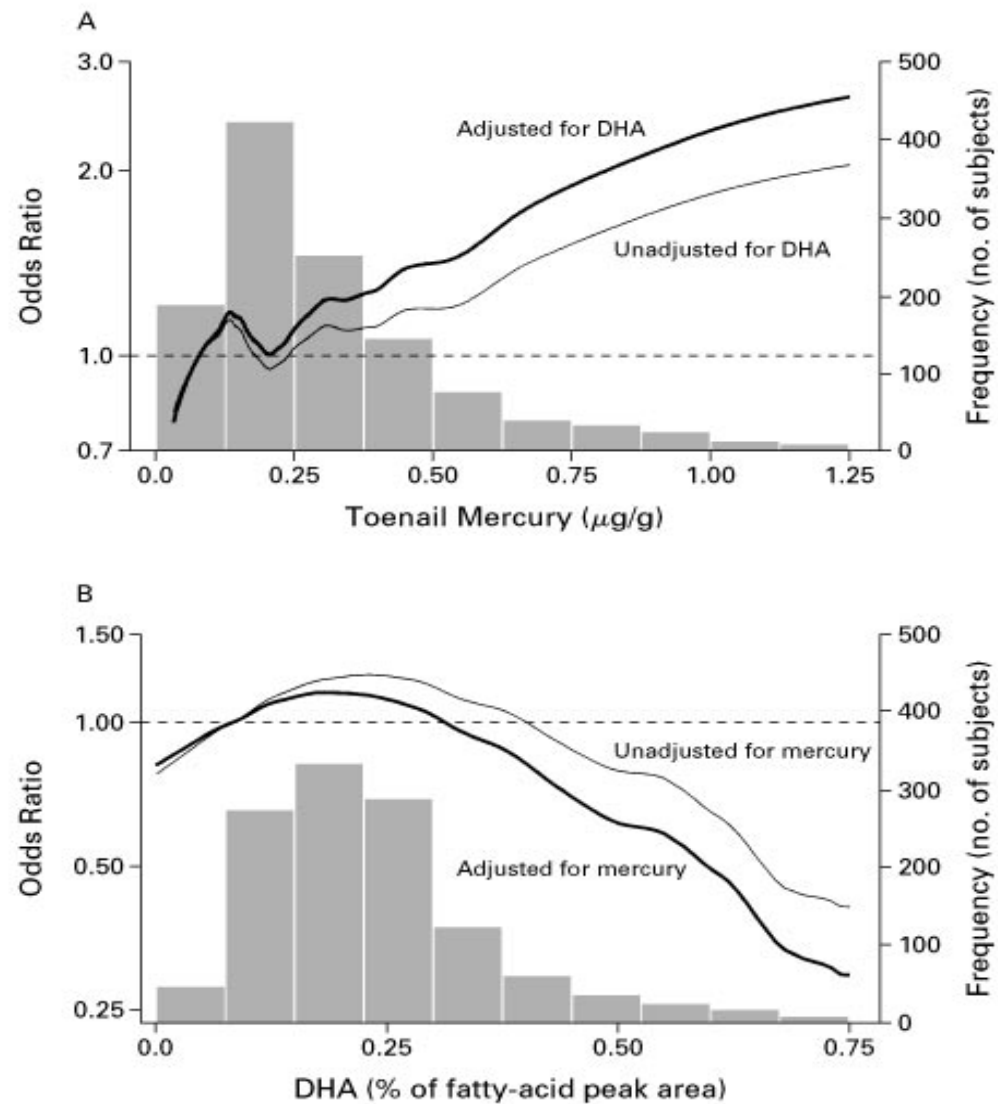 A
3.0
2.0
1.0
0.7
Odds Ratio
Adjusted for DHA
Unadjusted for DHA
500
400
300
200
100
0
Frequency (no. of subjects)
0.0 0.25 0.50 0.75 1.00 1.25
Toenail Mercury (μg/g)
B
1.50
1.00
0.50
0.25
Odds Ratio
Unadjusted for mercury
Adjusted for mercury
500
400
300
200
100
0
Frequency (no. of subjects)
0.0 0.25 0.50 0.75
DHA (% of fatty-acid peak area)